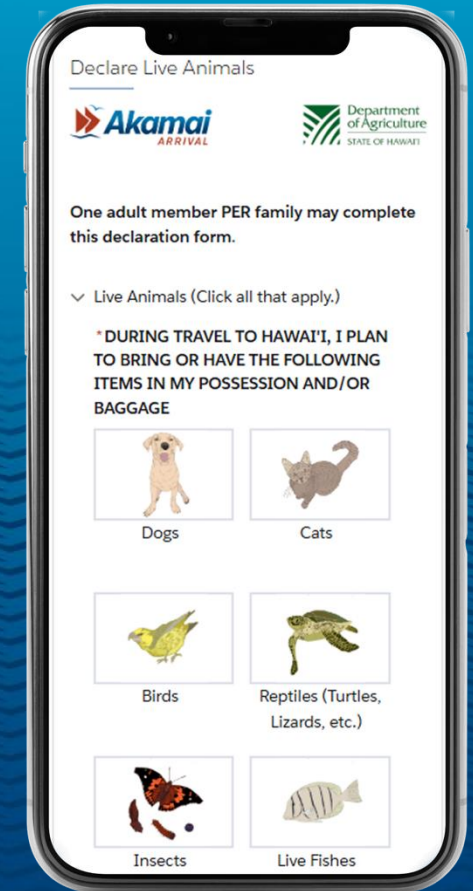 Declare Live Animals
Akamai
ARRIVAL
Department
of Agriculture
STATE OF HAWAI'I
One adult member PER family may complete
this declaration form.
Live Animals (Click all that apply.)
*DURING TRAVEL TO HAWAI'I, I PLAN
TO BRING OR HAVE THE FOLLOWING
ITEMS IN MY POSSESSION AND/OR
BAGGAGE
Dogs
Cats
Birds
Reptiles (Turtles,
Lizards, etc.)
Insects
Live Fishes